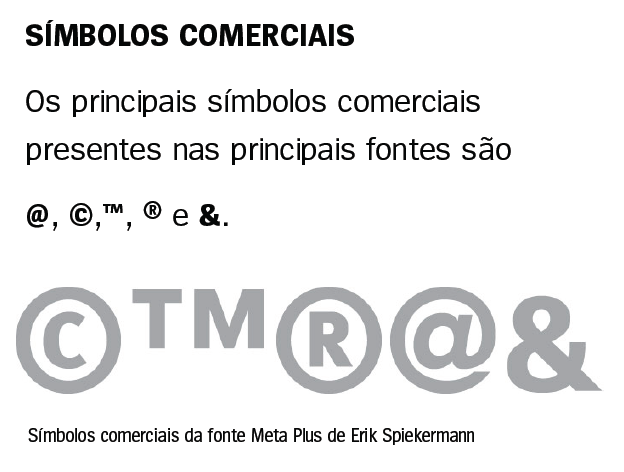 SÍMBOLOS COMERCIAIS
Os principais símbolos comerciais
presentes nas principais fontes são
@, ©,™, ® e &.
©™®@&
Símbolos comerciais da fonte Meta Plus de Erik Spiekermann